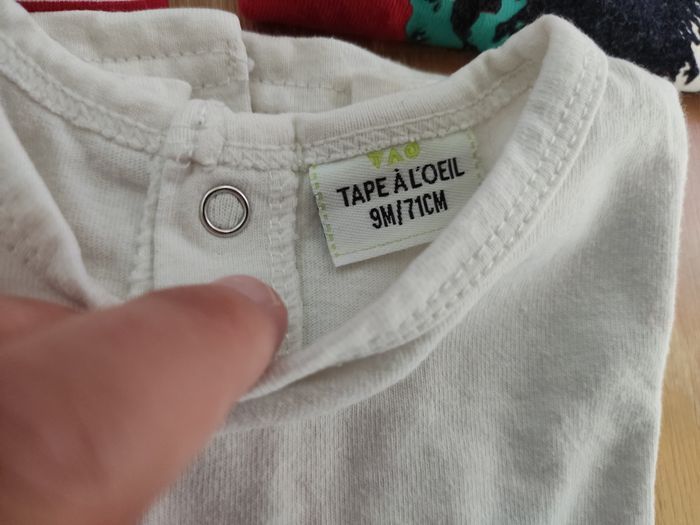 TAO
TAPE À L'OEIL
9M/71CM